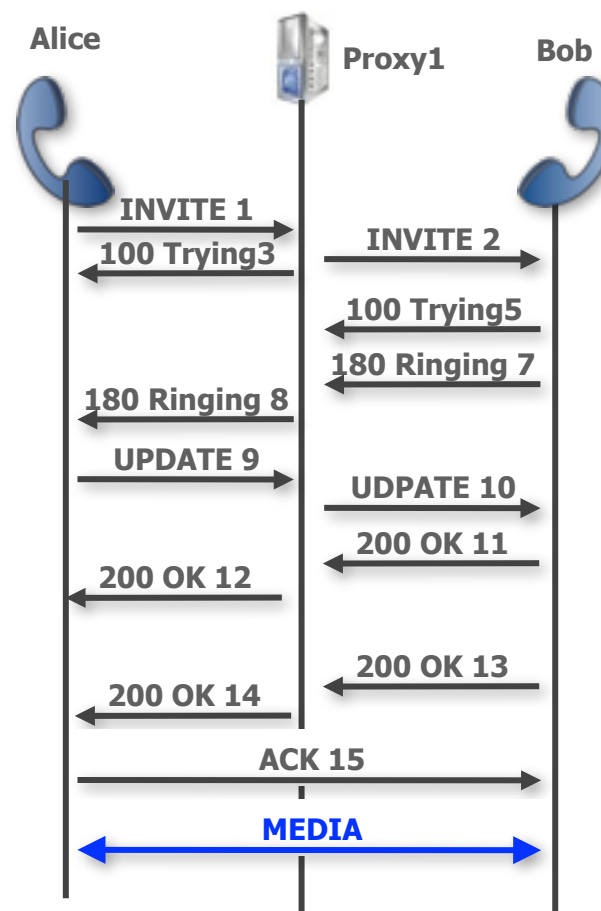 Alice
Proxy1
Bob
INVITE 1
INVITE 2
100 Trying3
100 Trying5
180 Ringing 7
180 Ringing 8
UPDATE 9
UDPATE 10
200 OK 11
200 OK 12
200 OK 13
200 OK 14
ACK 15
MEDIA